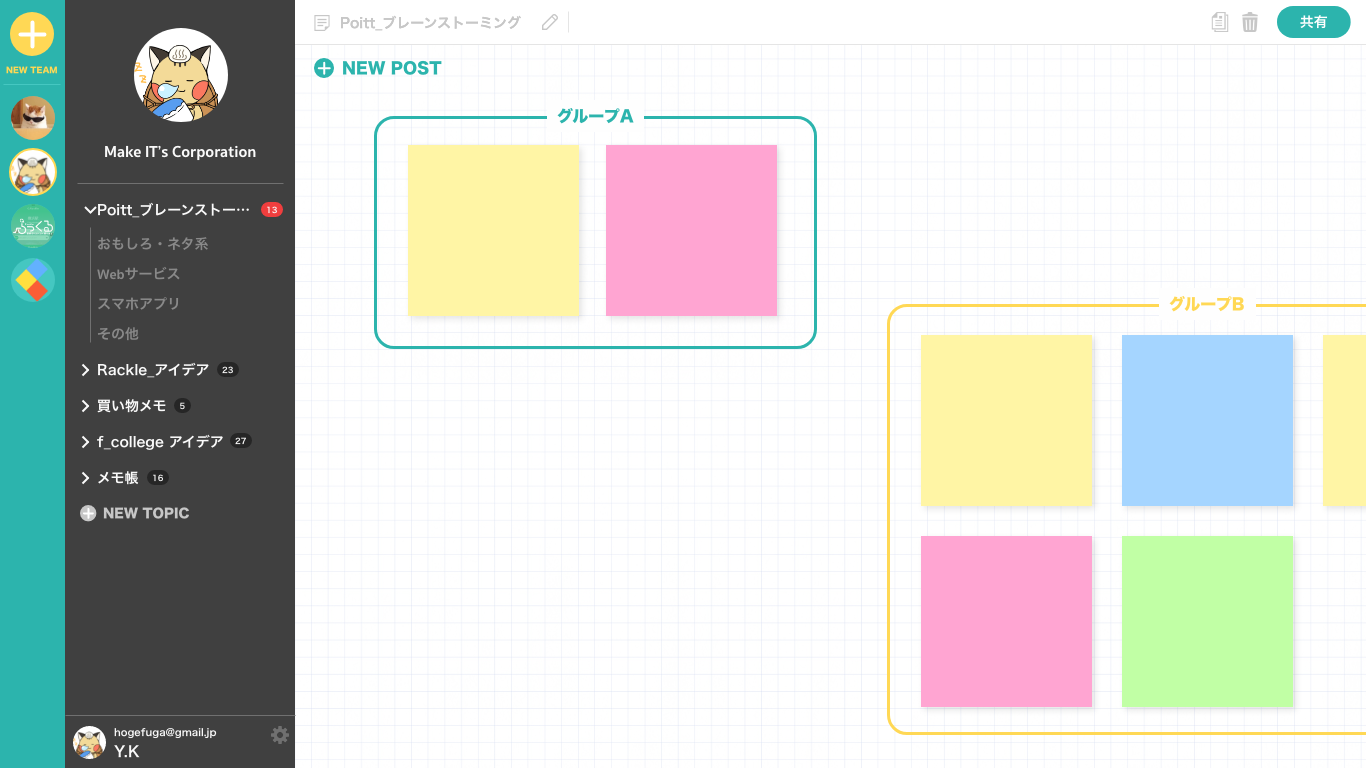 NEW TEAM
Make IT's Corporation
Poitt_ブレーンストー… 13
おもしろ・ネタ系
Webサービス
スマホアプリ
その他
Rackle_アイデア 23
買い物メモ 5
f_college アイデア 27
メモ帳 16
NEW TOPIC
hogefuga@gmail.jp
Y.K
Poitt_ブレーンストーミング
共有
NEW POST
グループA
グループB